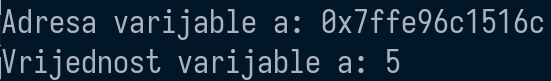 Adresa varijable a: 0x7ffe96c1516c
Vrijednost varijable a: 5